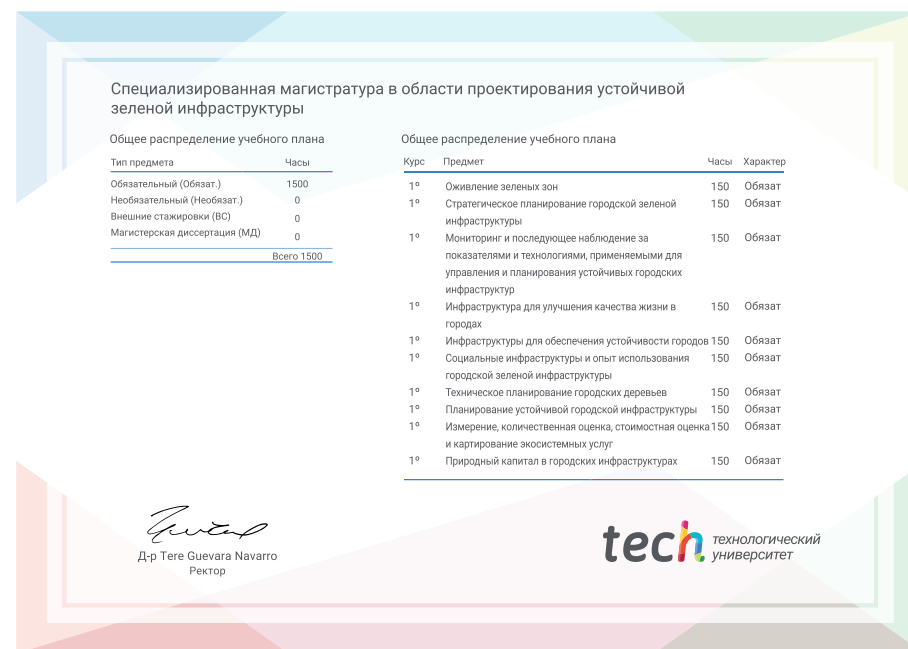 Специализированная магистратура в области проектирования устойчивой
зеленой инфраструктуры
Общее распределение учебного плана
Тип предмета Часы
Обязательный (Обязат.) 1500
Необязательный (Необязат.) 0
Внешние стажировки (ВС) 0
Магистерская диссертация (МД) 0
Всего 1500
Общее распределение учебного плана
Курс Предмет Часы Характер
1º Оживление зеленых зон 150 Обязат
1º Стратегическое планирование городской зеленой 150 Обязат
инфраструктуры
1º Мониторинг и последующее наблюдение за 150 Обязат
показателями и технологиями, применяемыми для
управления и планирования устойчивых городских
инфраструктур
1º Инфраструктура для улучшения качества жизни в 150 Обязат
городах
1º Инфраструктуры для обеспечения устойчивости городов 150 Обязат
1º Социальные инфраструктуры и опыт использования 150 Обязат
городской зеленой инфраструктуры
1º Техническое планирование городских деревьев 150 Обязат
1º Планирование устойчивой городской инфраструктуры 150 Обязат
1º Измерение, количественная оценка, стоимостная оценка 150 Обязат
и картирование экосистемных услуг
1º Природный капитал в городских инфраструктурах 150 Обязат
Д-р Tere Guevara Navarro
Ректор
tech технологический
университет